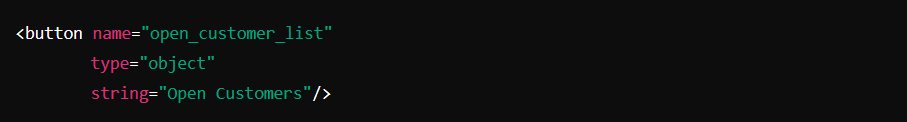 <button name="open_customer_list"
type="object"
string="Open Customers"/>